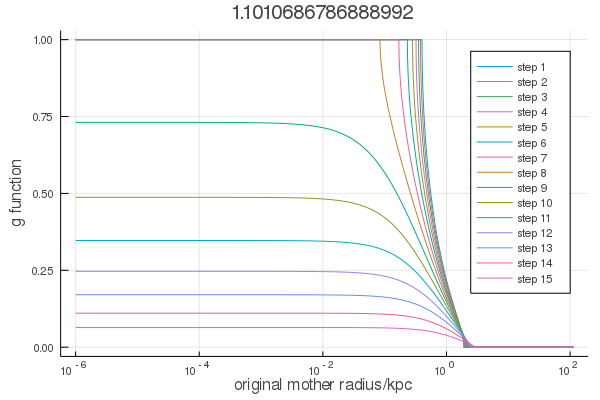 1.1010686786888992
1.00
0.75
0.50
0.25
0.00
g function
10^-6
10^-4
10^-2
10^0
10^2
original mother radius/kpc
step 1
step 2
step 3
step 4
step 5
step 6
step 7
step 8
step 9
step 10
step 11
step 12
step 13
step 14
step 15